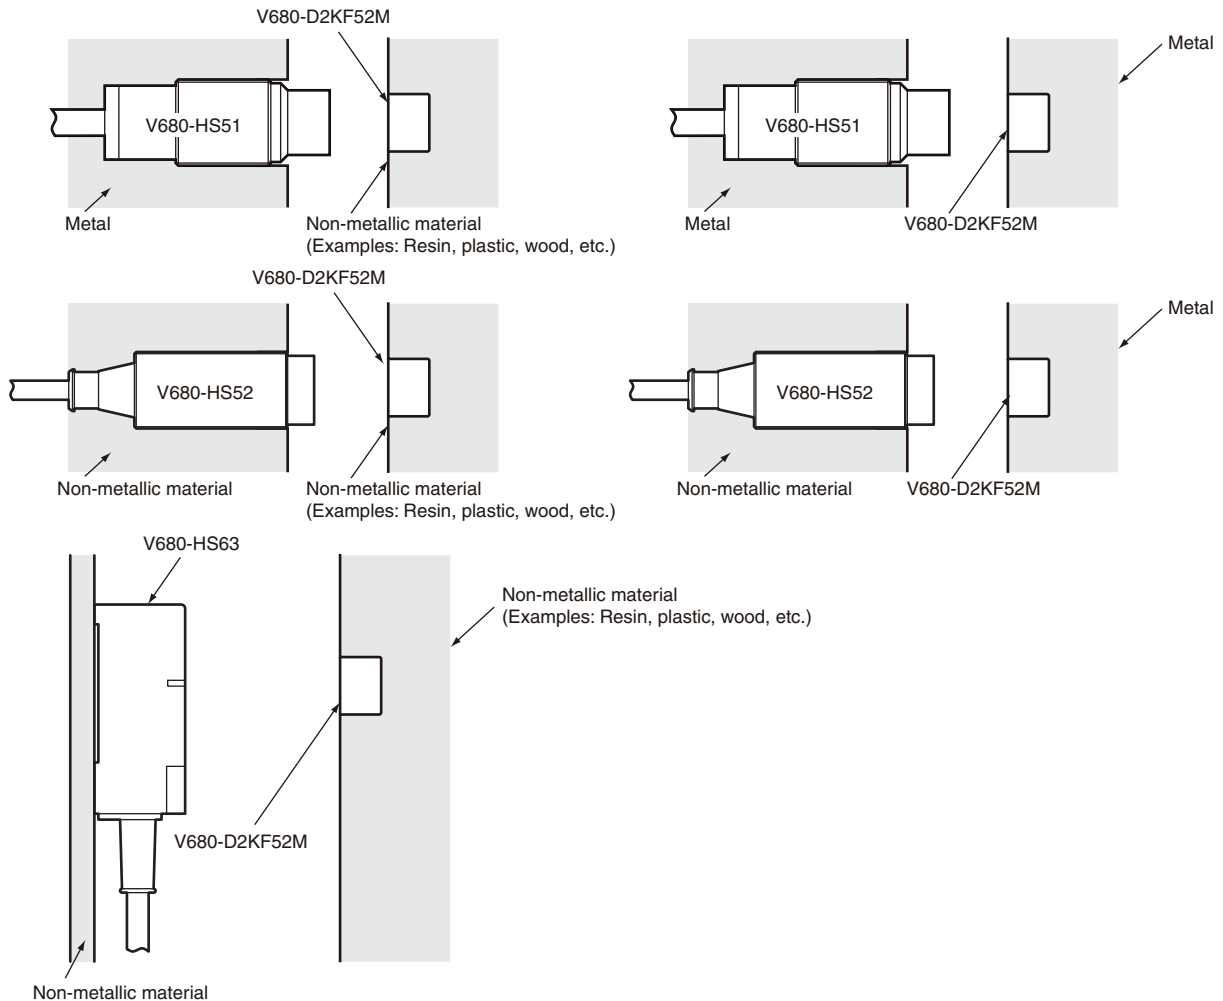 V680-D2KF52M
Metal
V680-HS51
V680-HS51
Metal
Non-metallic material
(Examples: Resin, plastic, wood, etc.)
Metal
V680-D2KF52M
V680-D2KF52M
Metal
V680-HS52
V680-HS52
Non-metallic material
Non-metallic material
(Examples: Resin, plastic, wood, etc.)
Non-metallic material
V680-D2KF52M
V680-HS63
Non-metallic material
(Examples: Resin, plastic, wood, etc.)
V680-D2KF52M
Non-metallic material